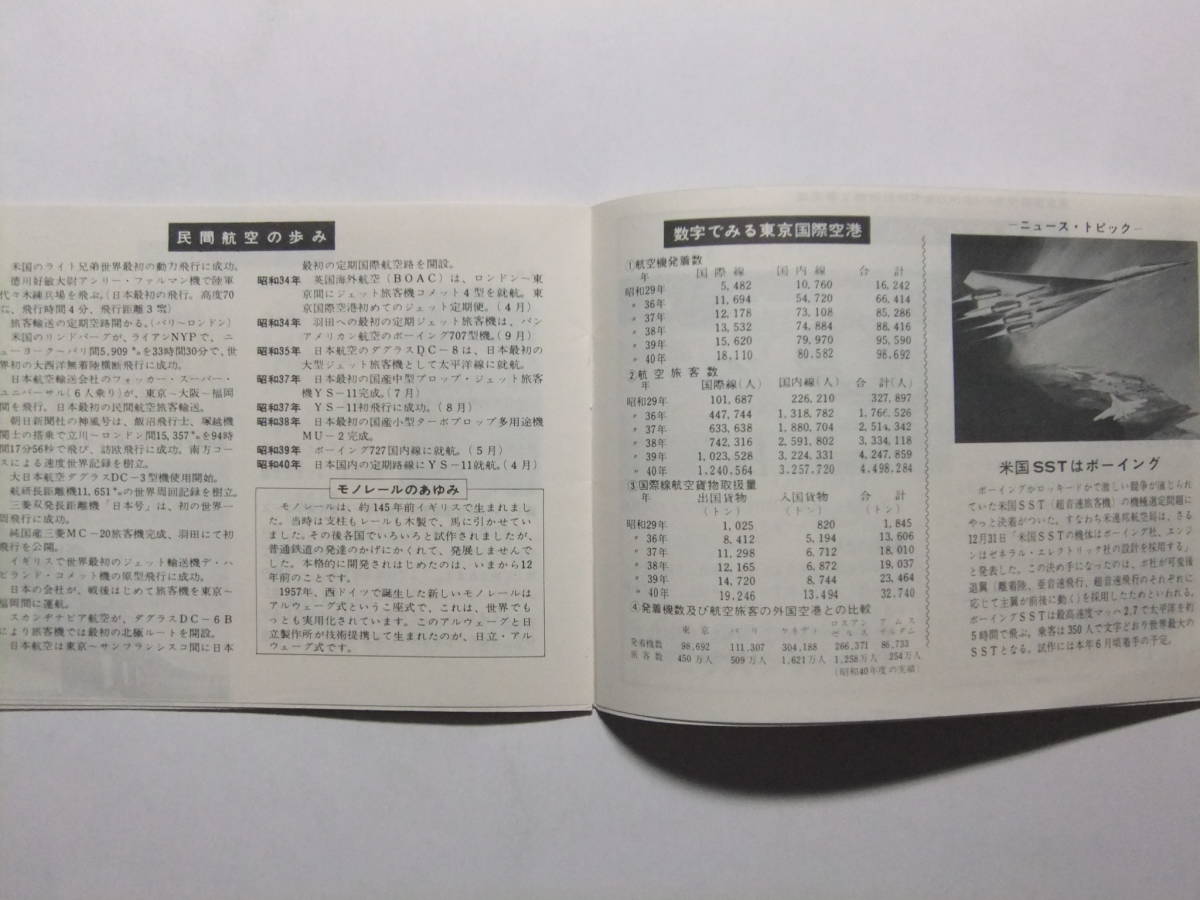 民間航空の歩み
米国のライト兄弟世界最初の動力飛行に成功。
徳川好敏大尉アンリー・ファルマン機で陸軍
代々木練兵場を飛ぶ。(日本最初の飛行。高度70
に、飛行時間4分、飛行距離3
旅客輸送の定期空路開かる。(パリ〜ロンドン)
米国のリンドバーグが、ライアンNYPで、ニ
ューヨーク〜パリ間5,909を33時間30分で、世
界初の大西洋無着陸横断飛行に成功。
日本航空輸送会社のフォッカー・スーパー・
ユニバーサル(6人乗り)が、東京〜大阪〜福岡
間を飛行。日本最初の民間航空旅客輸送。
朝日新聞社の神風号は、飯沼飛行士、塚越機
関士の搭乗で立川〜ロンドン間15,357を94時
間17分56秒で飛び、訪欧飛行に成功。南方コー
スによる速度世界記録を樹立。
大日本航空ダグラスDC-3型機使用開始。
航研長距離機11,651の世界周回記録を樹立。
三菱双発長距離機「日本号」は、初の世界一
周飛行に成功。
純国産三菱MC-20旅客機完成、羽田にて初
飛行を公開。
イギリスで世界最初のジェット輸送機デ・ハ
ビランド・コメット機の原型飛行に成功。
日本の会社が、戦後はじめて旅客機を東京〜
福岡間に運航。
スカンヂナビア航空が、ダグラスDC-6B
により旅客機では最初の北極ルートを開設。
日本航空は東京〜サンフランシスコ間に日本
最初の定期国際航空路を開設。
昭和34年 英国海外航空(BOAC)は、ロンドン〜東
京間にジェット旅客機コメット4型を就航。東
京国際空港初めてのジェット定期便。(4月)
昭和34年 羽田への最初の定期ジェット旅客機は、パン
アメリカン航空のボーイング707型機。(9月)
昭和35年 日本航空のダグラスDC-8は、日本最初の
大型ジェット旅客機として太平洋線に就航。
昭和37年 日本最初の国産中型プロップ・ジェット旅客
機YS-11完成。(7月)
昭和37年 YS-11初飛行に成功。(8月)
昭和38年 日本最初の国産小型ターボプロップ多用途機
MU-2完成。
昭和39年 ボーイング727国内線に就航。(5月)
昭和40年 日本国内の定期路線にYS-11就航。(4月)
モノレールのあゆみ
モノレールは、約145年前イギリスで生まれまし
た。当時は支柱もレールも木製で、馬に引かせてい
ました。その後各国でいろいろと試作されましたが、
普通鉄道の発達のかげにかくれて、発展しませんで
した。本格的に開発されはじめたのは、いまから12
年前のことです。
1957年、西ドイツで誕生した新しいモノレールは
アルウェーグ式という座式で、これは、世界でも
っとも実用化されています。このアルウェーグと日
立製作所が技術提携して生まれたのが、日立・アル
ウェーグ式です。
数字でみる東京国際空港
①航空機発着数
年 国際線 国内線 合計
昭和29年 5,482 10,760 16,242
〃 36年 11,694 54,720 66,414
〃 37年 12,178 73,108 85,286
〃 38年 13,532 74,884 88,416
〃 39年 15,620 79,970 95,590
〃 40年 18,110 80,582 98,692
②航空旅客数
年 国際線(人) 国内線(人) 合計(人)
昭和29年 101,687 226,210 327,897
〃 36年 447,744 1,318,782 1,766,526
〃 37年 633,638 1,880,704 2,514,342
〃 38年 742,316 2,591,802 3,334,118
〃 39年 1,023,528 3,224,331 4,247,859
〃 40年 1,240,564 3,257,720 4,498,284
③国際線航空貨物取扱量
年 出国貨物 入国貨物 合計
(トン) (トン) (トン)
昭和29年 1,025 820 1,845
〃 36年 8,412 5,194 13,606
〃 37年 11,298 6,712 18,010
〃 38年 12,165 6,872 19,037
〃 39年 14,720 8,744 23,464
〃 40年 19,246 13,494 32,740
④発着機数及び航空旅客の外国空港との比較
東京 パリ ケネディ ロスアンゼルス アムステルダム
発着機数 98,692 111,307 304,188 266,371 86,733
旅客数 450万人 509万人 1,621万人 1,258万人 254万人
(昭和40年度の実績)
―ニュース・トピック―
米国SSTはボーイング
ボーイングかロッキードかで激しい競争が演じられ
ていた米国SST(超音速旅客機)の機種選定問題に
やっと決着がついた。すなわち米連邦航空局は、さる
12月31日「米国SSTの機体はボーイング社、エンジ
ンはゼネラル・エレクトリック社の設計を採用する」
と発表した。この決め手になったのは、ボ社が可変後
退翼(離着陸、亜音速飛行、超音速飛行のそれぞれに
応じて主翼が前後に動く)を採用したためといわれる。
ボーイングSSTは最高速度マッハ2.7で太平洋を約
5時間で飛ぶ。乗客は350人で文字どおり世界最大の
SSTとなる。試作には本年6月頃着手の予定。